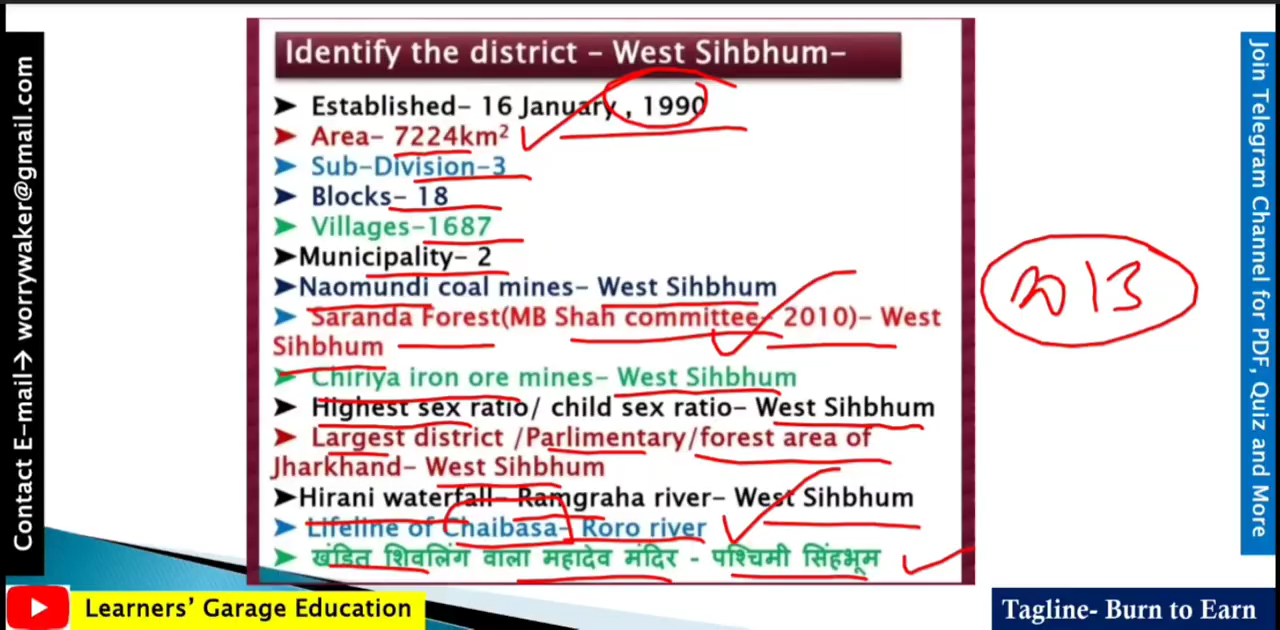 Identify the district - West Sihbhum-
➤ Established- 16 January , 1990
➤ Area- 7224km²
➤ Sub-Division-3
➤ Blocks- 18
➤ Villages-1687
➤Municipality- 2
➤Naomundi coal mines- West Sihbhum
➤ Saranda Forest(MB Shah committee- 2010)- West
Sihbhum
➤ Chiriya iron ore mines- West Sihbhum
➤ Highest sex ratio/ child sex ratio- West Sihbhum
➤ Largest district /Parlimentary/forest area of
Jharkhand- West Sihbhum
➤Hirani waterfall- Ramgraha river- West Sihbhum
➤ Lifeline of Chaibasa- Roro river
➤ खंडित शिवलिंग वाला महादेव मंदिर - पश्चिमी सिंहभूम
2013
Contact E-mail→ worrywaker@gmail.com
Join Telegram Channel for PDF, Quiz and More
Learners' Garage Education
Tagline- Burn to Earn